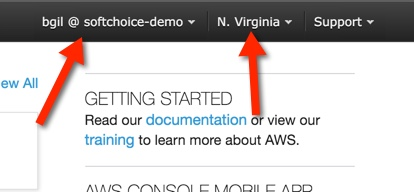 bgil @ softchoice-demo N. Virginia Support
ew All
GETTING STARTED
Read our documentation or view our
training to learn more about AWS.
AWS CONSOLE MOBILE APP